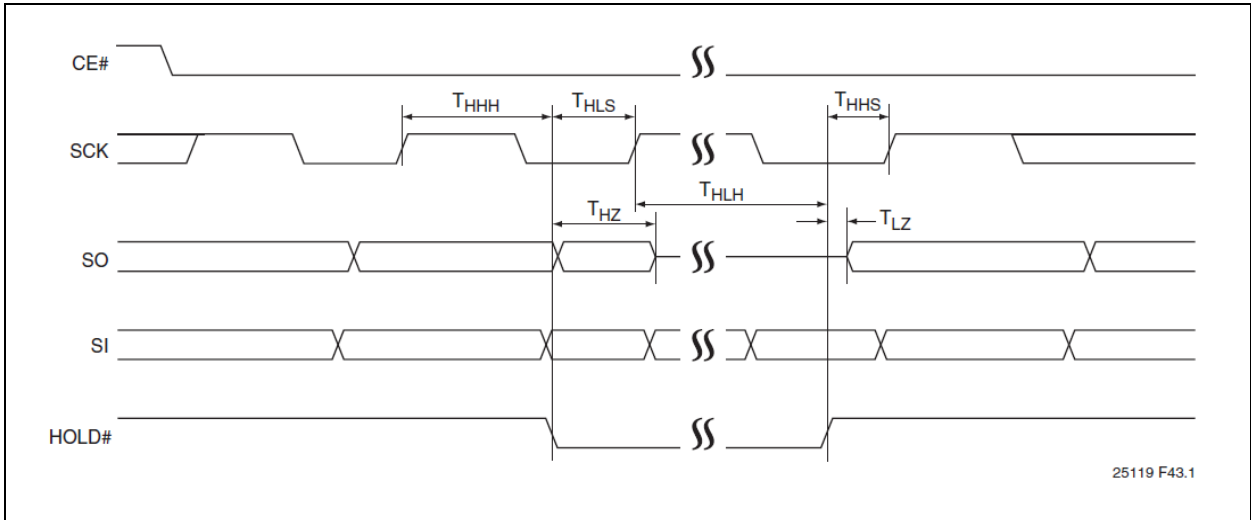 CE#
THHH
THLS
THHS
SCK
THLH
THZ
TLZ
SO
SI
HOLD#
25119 F43.1